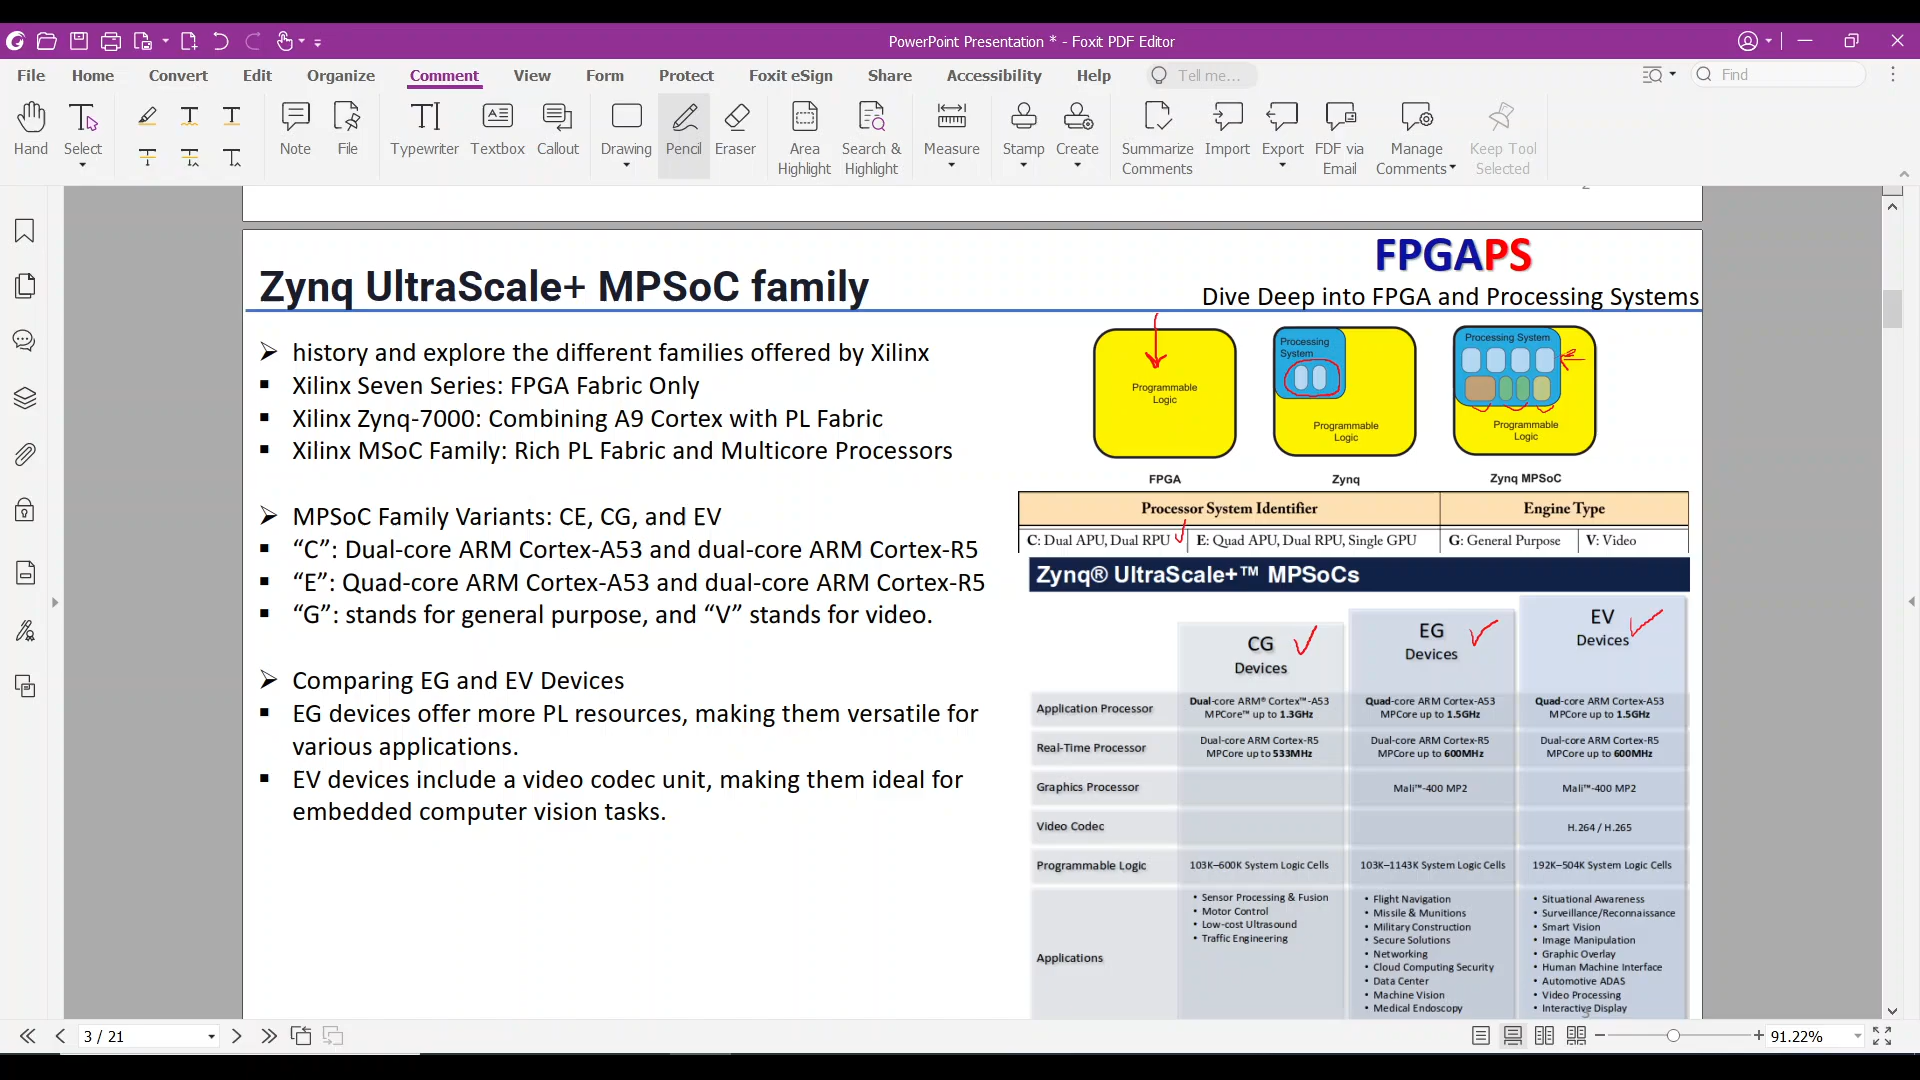 PowerPoint Presentation * - Foxit PDF Editor
File Home Convert Edit Organize Comment View Form Protect Foxit eSign Share Accessibility Help Tell me... Find
Hand Select Note File Typewriter Textbox Callout Drawing Pencil Eraser Area Highlight Search & Highlight Measure Stamp Create Summarize Comments Import Export FDF via Email Manage Comments Keep Tool Selected
FPGAPS
Zynq UltraScale+ MPSoC family
Dive Deep into FPGA and Processing Systems
➢ history and explore the different families offered by Xilinx
▪ Xilinx Seven Series: FPGA Fabric Only
▪ Xilinx Zynq-7000: Combining A9 Cortex with PL Fabric
▪ Xilinx MSoC Family: Rich PL Fabric and Multicore Processors
➢ MPSoC Family Variants: CE, CG, and EV
▪ “C”: Dual-core ARM Cortex-A53 and dual-core ARM Cortex-R5
▪ “E”: Quad-core ARM Cortex-A53 and dual-core ARM Cortex-R5
▪ “G”: stands for general purpose, and “V” stands for video.
➢ Comparing EG and EV Devices
▪ EG devices offer more PL resources, making them versatile for
various applications.
▪ EV devices include a video codec unit, making them ideal for
embedded computer vision tasks.
Programmable
Logic
FPGA
Processing
System
Programmable
Logic
Zynq
Processing System
Programmable
Logic
Zynq MPSoC
Processor System Identifier Engine Type
C: Dual APU, Dual RPU E: Quad APU, Dual RPU, Single GPU G: General Purpose V: Video
Zynq® UltraScale+™ MPSoCs
CG
Devices
EG
Devices
EV
Devices
Application Processor
Dual-core ARM® Cortex™-A53
MPCore™ up to 1.3GHz
Quad-core ARM Cortex-A53
MPCore up to 1.5GHz
Quad-core ARM Cortex-A53
MPCore up to 1.5GHz
Real-Time Processor
Dual-core ARM Cortex-R5
MPCore up to 533MHz
Dual-core ARM Cortex-R5
MPCore up to 600MHz
Dual-core ARM Cortex-R5
MPCore up to 600MHz
Graphics Processor Mali™-400 MP2 Mali™-400 MP2
Video Codec H.264 / H.265
Programmable Logic 103K–600K System Logic Cells 103K–1143K System Logic Cells 192K–504K System Logic Cells
Applications
• Sensor Processing & Fusion
• Motor Control
• Low-cost Ultrasound
• Traffic Engineering
• Flight Navigation
• Missile & Munitions
• Military Construction
• Secure Solutions
• Networking
• Cloud Computing Security
• Data Center
• Machine Vision
• Medical Endoscopy
• Situational Awareness
• Surveillance/Reconnaissance
• Smart Vision
• Image Manipulation
• Graphic Overlay
• Human Machine Interface
• Automotive ADAS
• Video Processing
• Interactive Display
3 / 21
91.22%